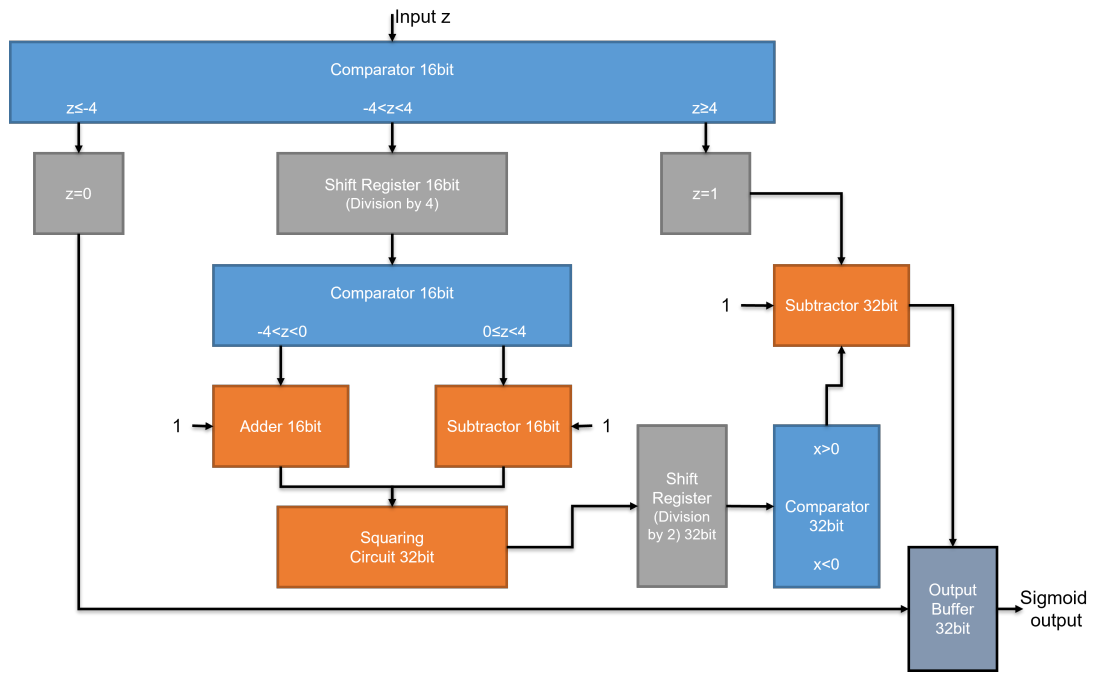 Input z
Comparator 16bit
z≤-4
-4<z<4
z≥4
z=0
Shift Register 16bit
(Division by 4)
z=1
Comparator 16bit
-4<z<0
0≤z<4
1
Subtractor 32bit
1
Adder 16bit
Subtractor 16bit
1
Squaring
Circuit 32bit
Shift
Register
(Division
by 2) 32bit
x>0
Comparator
32bit
x<0
Output
Buffer
32bit
Sigmoid
output